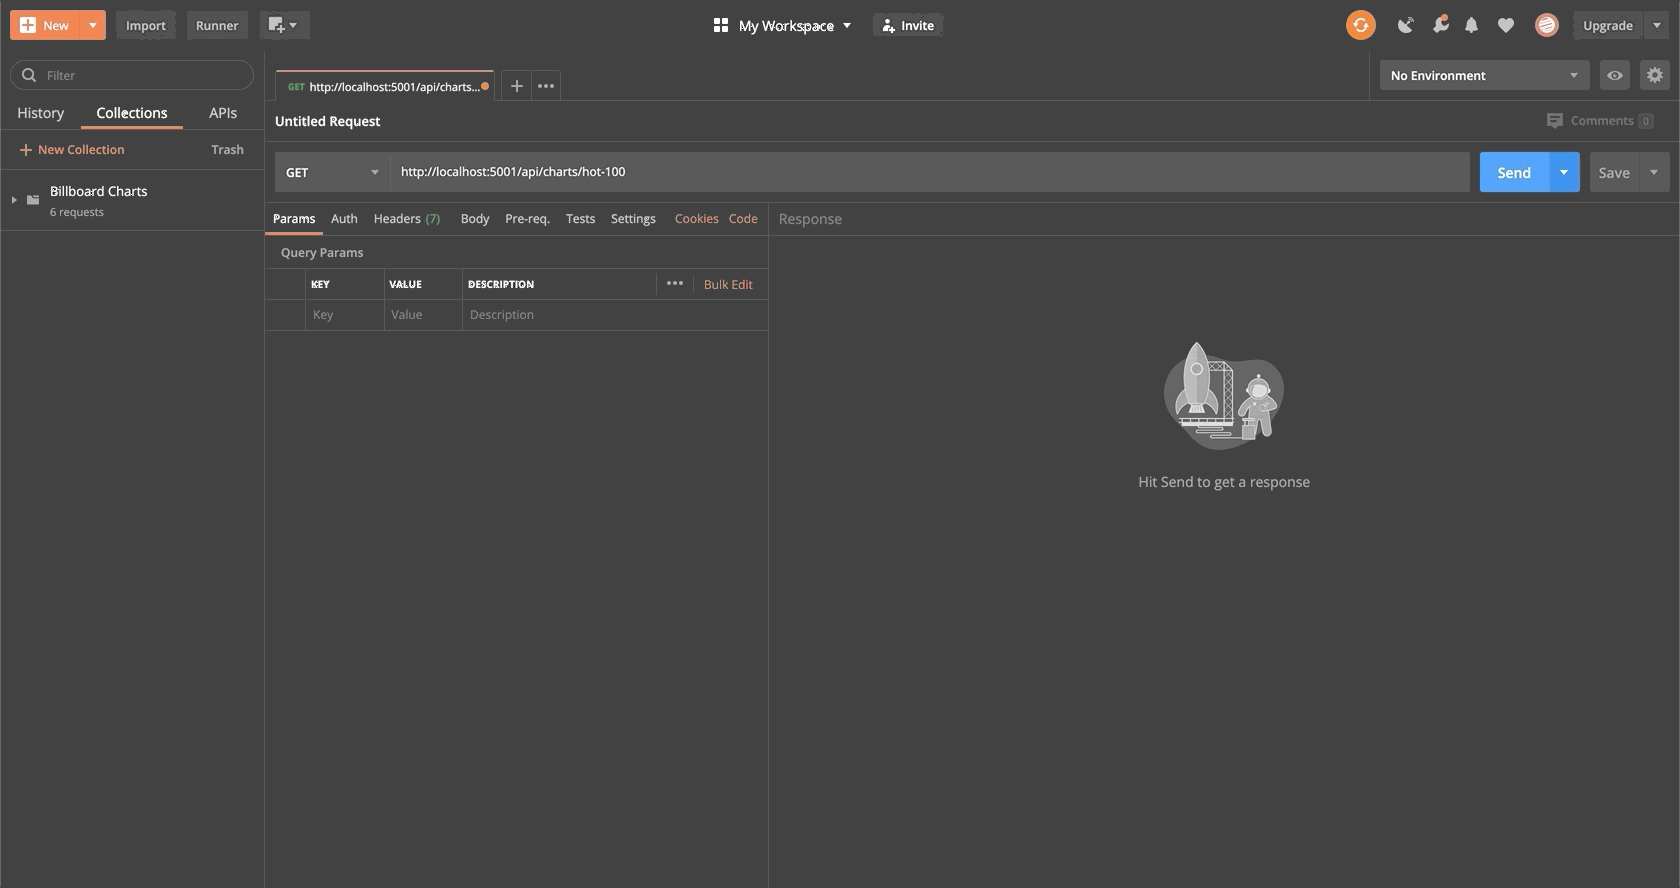 New Import Runner My Workspace Invite Upgrade
Filter
GET http://localhost:5001/api/charts... No Environment
History Collections APIs
Untitled Request Comments 0
New Collection Trash
GET http://localhost:5001/api/charts/hot-100 Send Save
Billboard Charts
6 requests
Params Auth Headers (7) Body Pre-req. Tests Settings Cookies Code Response
Query Params
KEY VALUE DESCRIPTION Bulk Edit
Key Value Description
Hit Send to get a response